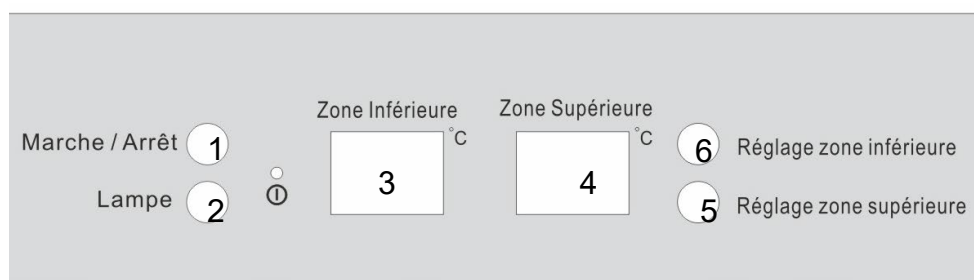 Zone Inférieure Zone Supérieure
Marche / Arrêt 1 °C °C 6 Réglage zone inférieure
3 4
Lampe 2 5 Réglage zone supérieure